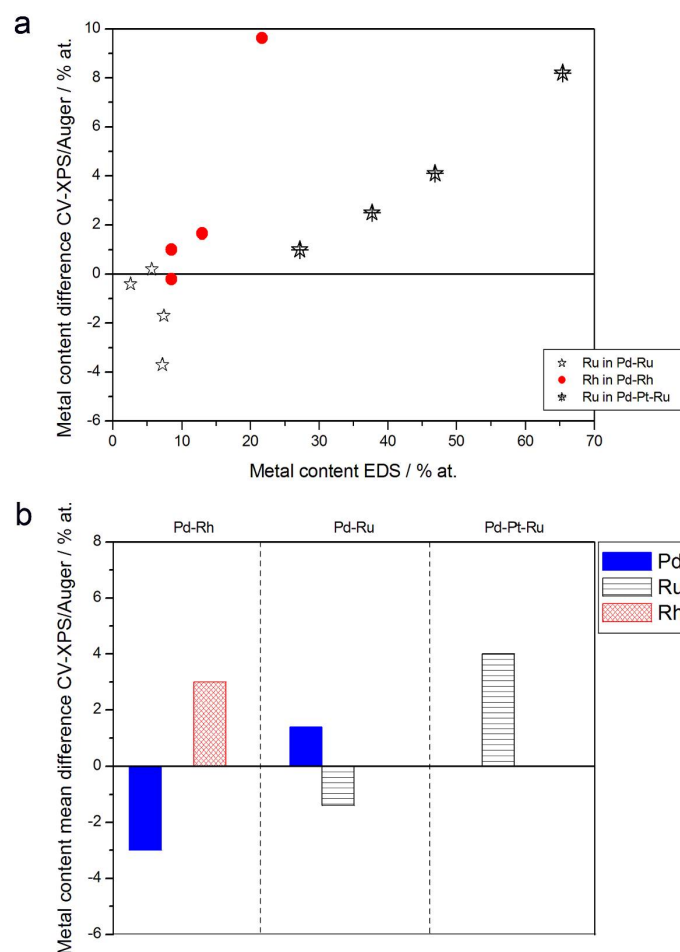 a
Metal content difference CV-XPS/Auger / % at.
10
8
6
4
2
0
-2
-4
-6
0 10 20 30 40 50 60 70
Metal content EDS / % at.
Ru in Pd-Ru
Rh in Pd-Rh
Ru in Pd-Pt-Ru
b
Pd-Rh Pd-Ru Pd-Pt-Ru
Metal content mean difference CV-XPS/Auger / % at.
8
6
4
2
0
-2
-4
-6
Pd
Ru
Rh